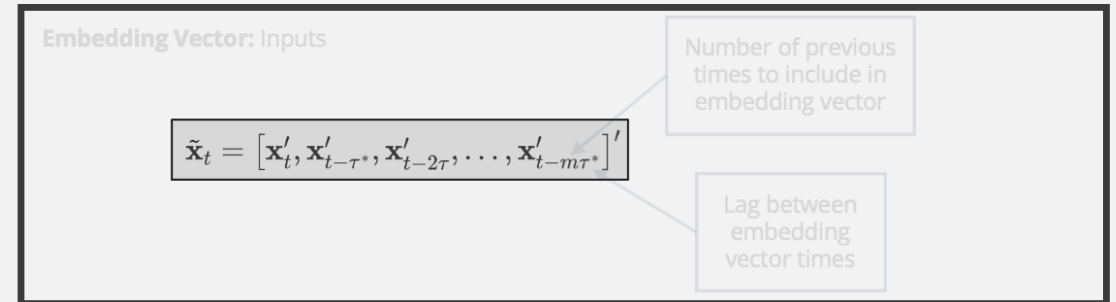 Embedding Vector: Inputs
Number of previous
times to include in
embedding vector
x̃_t = [x′_t, x′_{t−τ*}, x′_{t−2τ}, . . . , x′_{t−mτ*}]′
Lag between
embedding
vector times